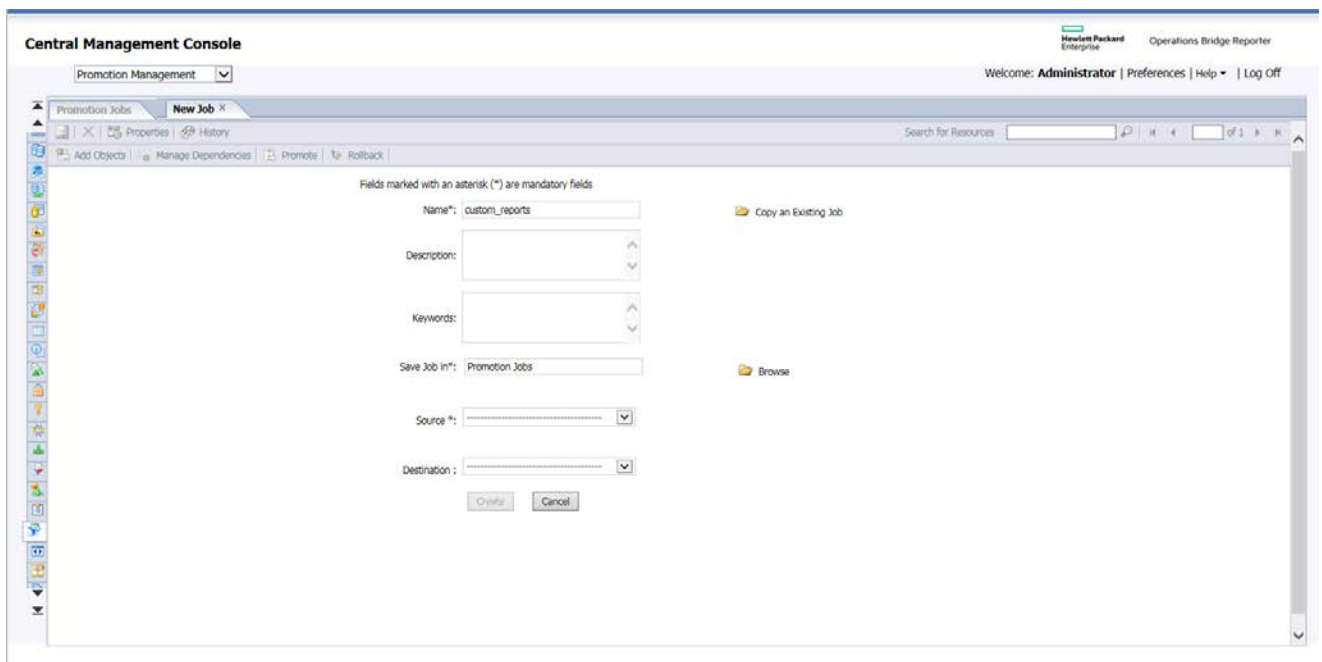 Central Management Console
Hewlett Packard
Enterprise
Operations Bridge Reporter
Promotion Management
Welcome: Administrator | Preferences | Help | Log Off
Promotion Jobs
New Job ×
Properties | History
Search for Resources
of 1
Add Objects | Manage Dependencies | Promote | Rollback
Fields marked with an asterisk (*) are mandatory fields
Name*: custom_reports
Copy an Existing Job
Description:
Keywords:
Save Job in*: Promotion Jobs
Browse
Source *: ----------------------------------------
Destination : ----------------------------------------
Create
Cancel